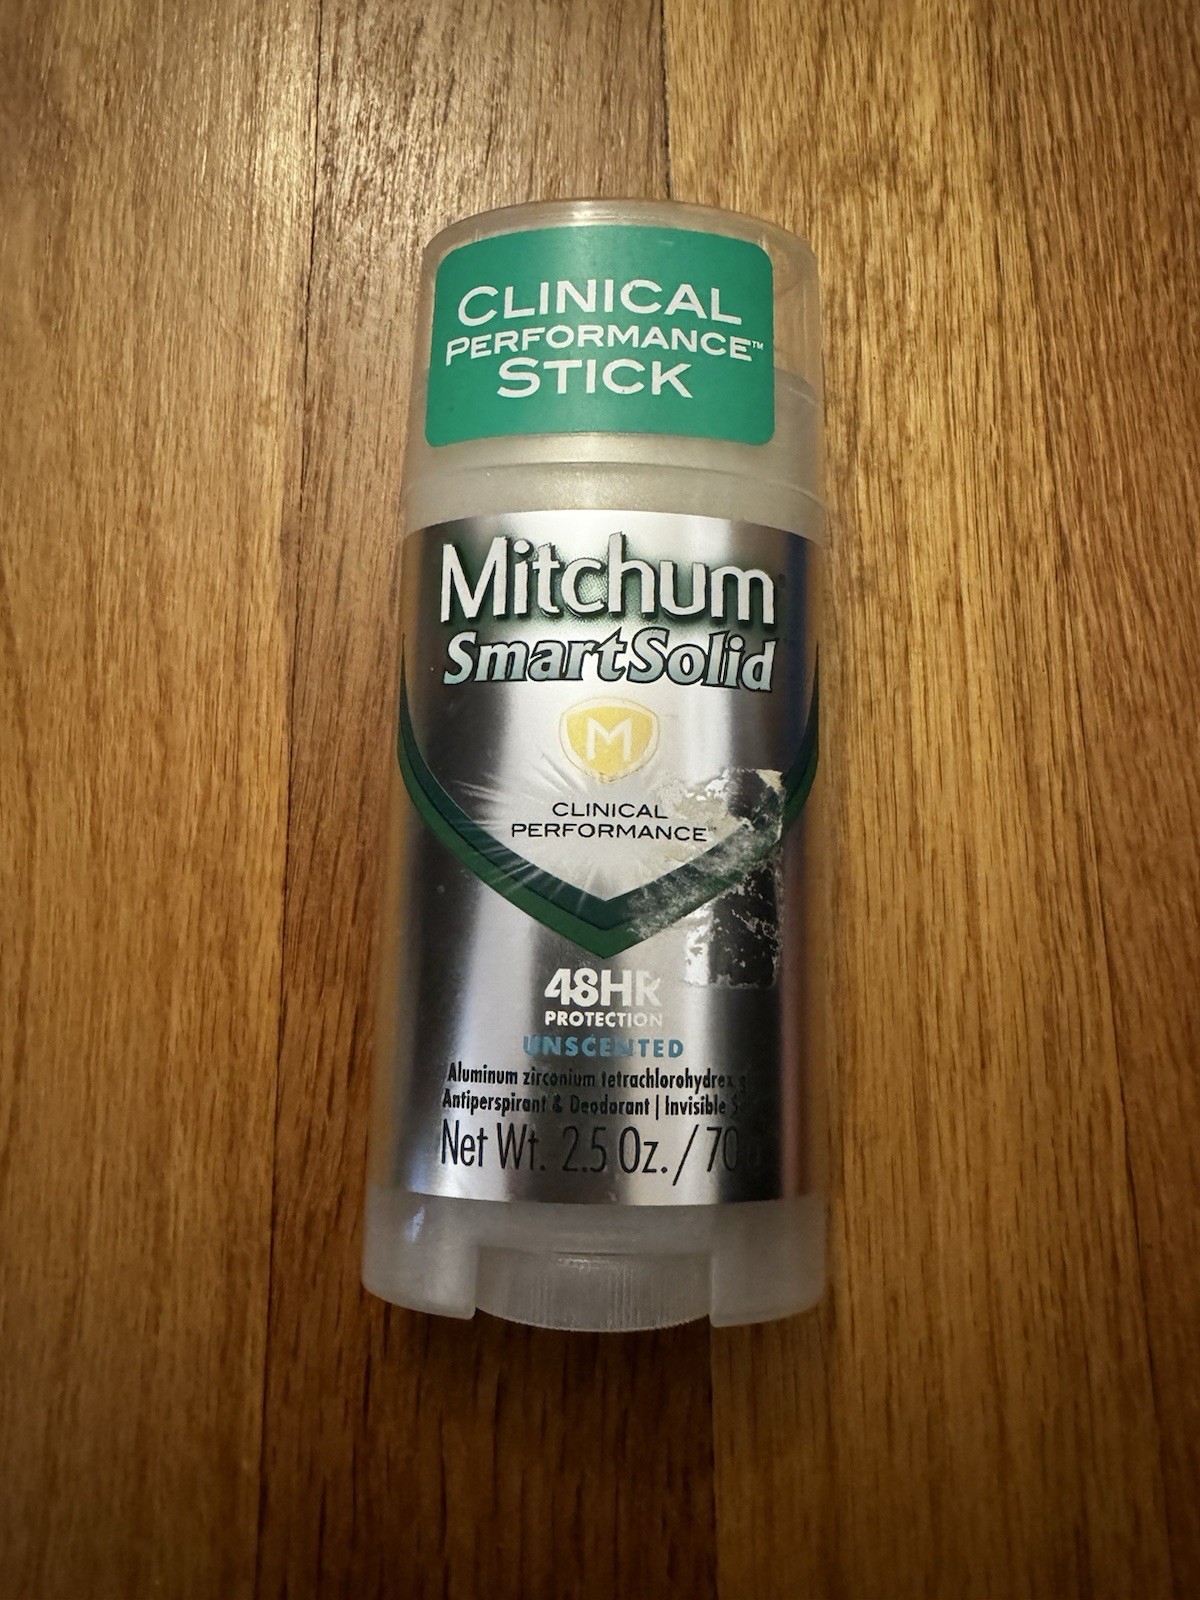 CLINICAL
PERFORMANCE™
STICK
Mitchum
SmartSolid
M
CLINICAL
PERFORMANCE™
48HR
PROTECTION
UNSCENTED
Aluminum zirconium tetrachlorohydrex
Antiperspirant & Deodorant | Invisible
Net Wt. 2.5 Oz. / 70